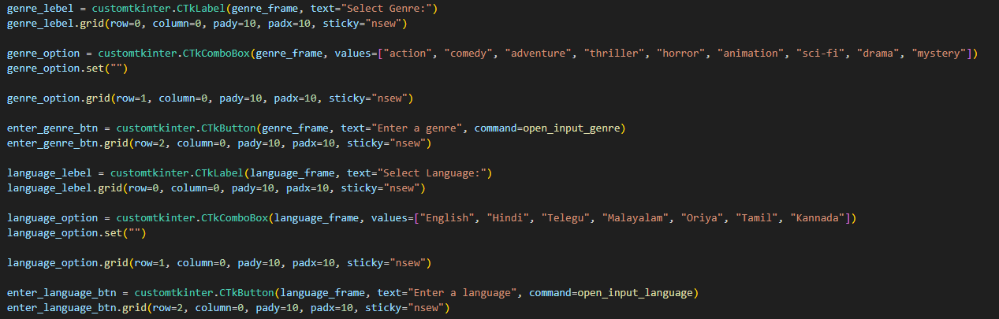 genre_lebel = customtkinter.CTkLabel(genre_frame, text="Select Genre:")
genre_lebel.grid(row=0, column=0, pady=10, padx=10, sticky="nsew")
genre_option = customtkinter.CTkComboBox(genre_frame, values=["action", "comedy", "adventure", "thriller", "horror", "animation", "sci-fi", "drama", "mystery"])
genre_option.set("")
genre_option.grid(row=1, column=0, pady=10, padx=10, sticky="nsew")
enter_genre_btn = customtkinter.CTkButton(genre_frame, text="Enter a genre", command=open_input_genre)
enter_genre_btn.grid(row=2, column=0, pady=10, padx=10, sticky="nsew")
language_lebel = customtkinter.CTkLabel(language_frame, text="Select Language:")
language_lebel.grid(row=0, column=0, pady=10, padx=10, sticky="nsew")
language_option = customtkinter.CTkComboBox(language_frame, values=["English", "Hindi", "Telegu", "Malayalam", "Oriya", "Tamil", "Kannada"])
language_option.set("")
language_option.grid(row=1, column=0, pady=10, padx=10, sticky="nsew")
enter_language_btn = customtkinter.CTkButton(language_frame, text="Enter a language", command=open_input_language)
enter_language_btn.grid(row=2, column=0, pady=10, padx=10, sticky="nsew")